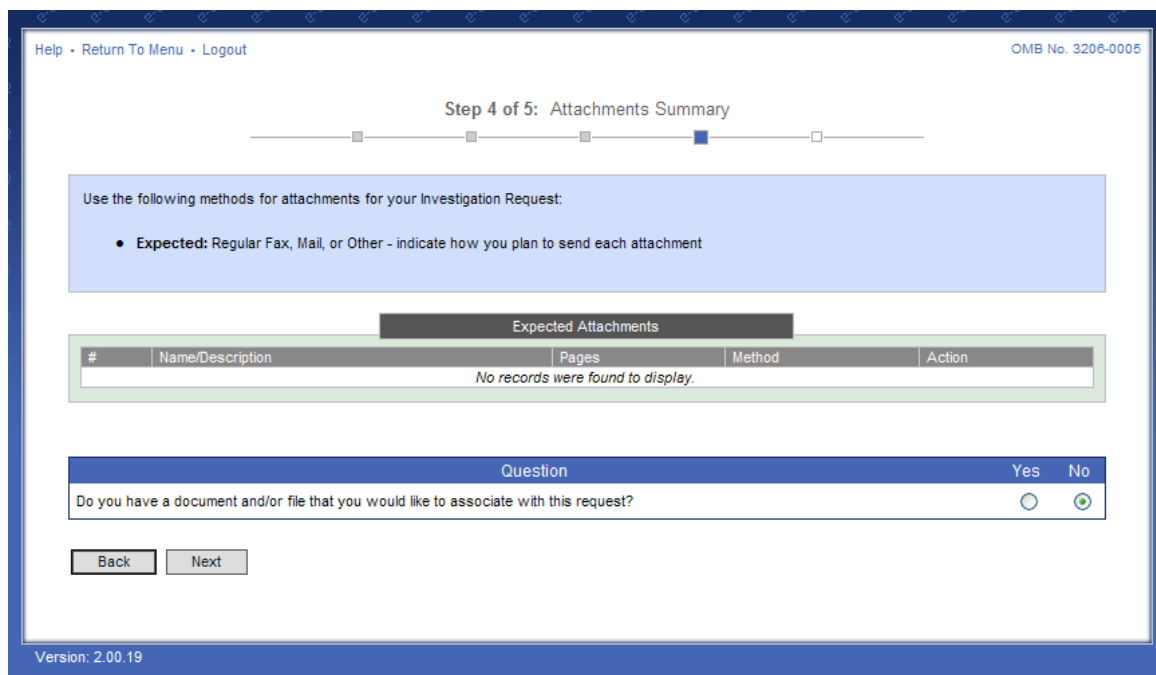 Help • Return To Menu • Logout
OMB No. 3206-0005
Step 4 of 5: Attachments Summary
Use the following methods for attachments for your Investigation Request:
• Expected: Regular Fax, Mail, or Other - indicate how you plan to send each attachment
Expected Attachments
# Name/Description Pages Method Action
No records were found to display.
Question Yes No
Do you have a document and/or file that you would like to associate with this request?
Back Next
Version: 2.00.19